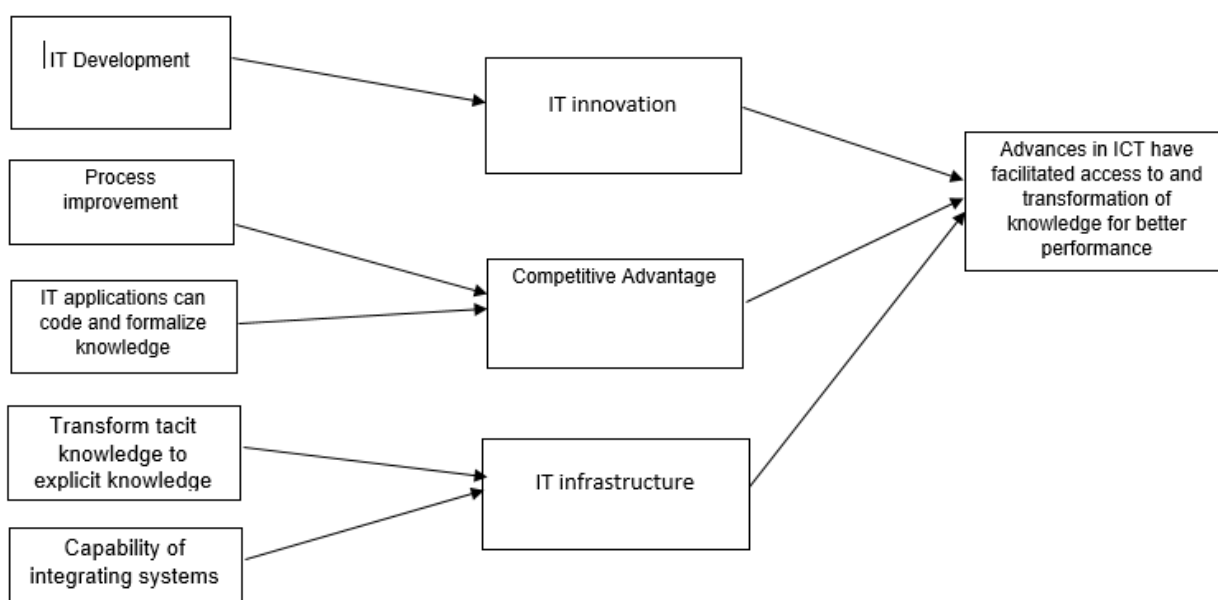 IT Development
Process
improvement
IT applications can
code and formalize
knowledge
Transform tacit
knowledge to
explicit knowledge
Capability of
integrating systems
IT innovation
Competitive Advantage
IT infrastructure
Advances in ICT have
facilitated access to and
transformation of
knowledge for better
performance